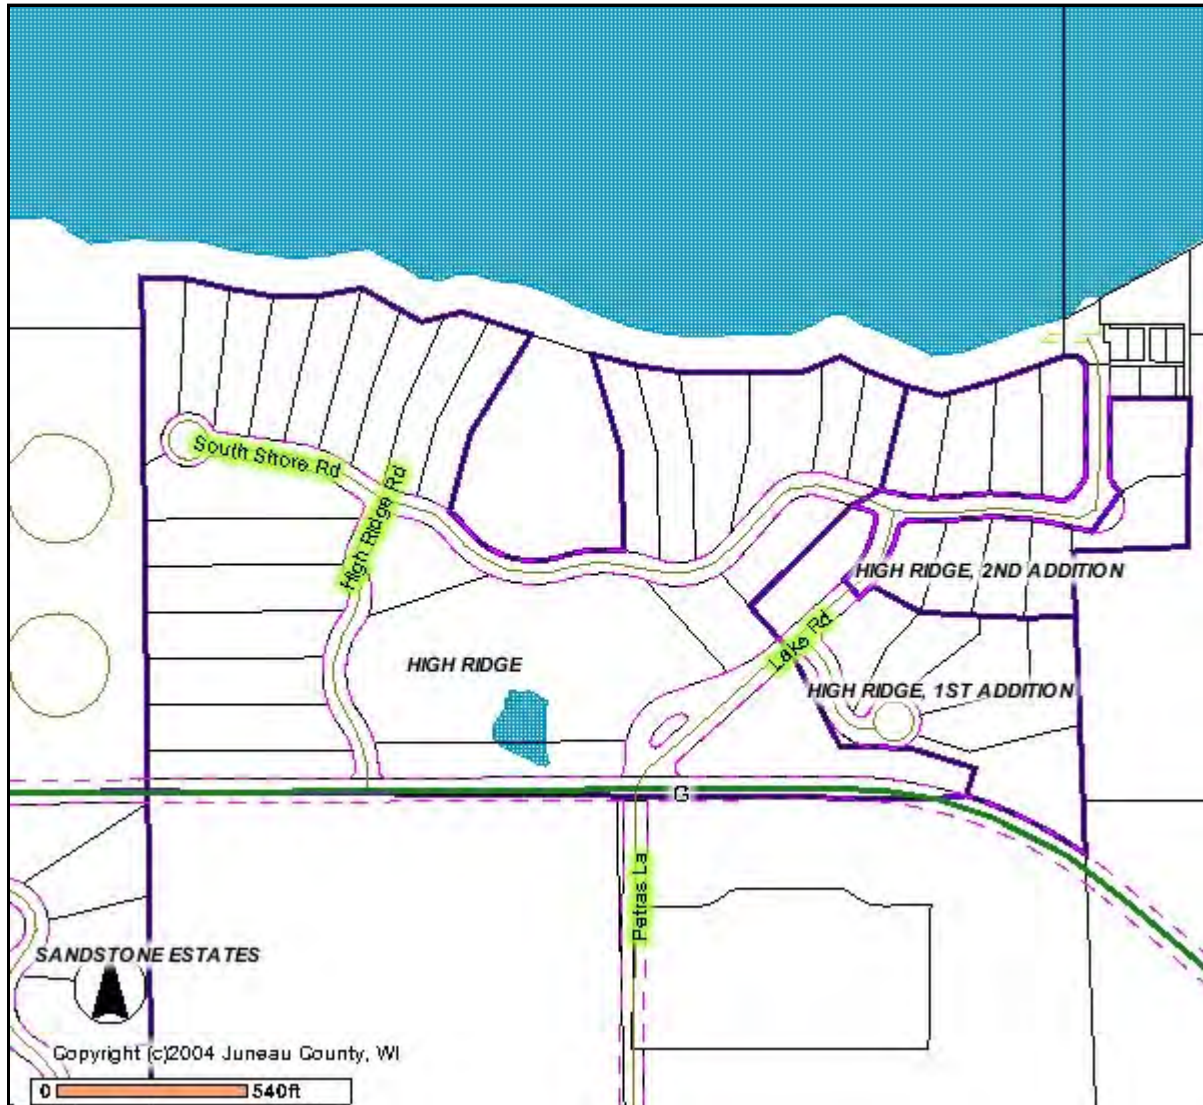 South Shore Rd
High Ridge Rd
HIGH RIDGE, 2ND ADDITION
Lake Rd
HIGH RIDGE
HIGH RIDGE, 1ST ADDITION
G
Petras La
SANDSTONE ESTATES
Copyright (c)2004 Juneau County, WI
0 540ft